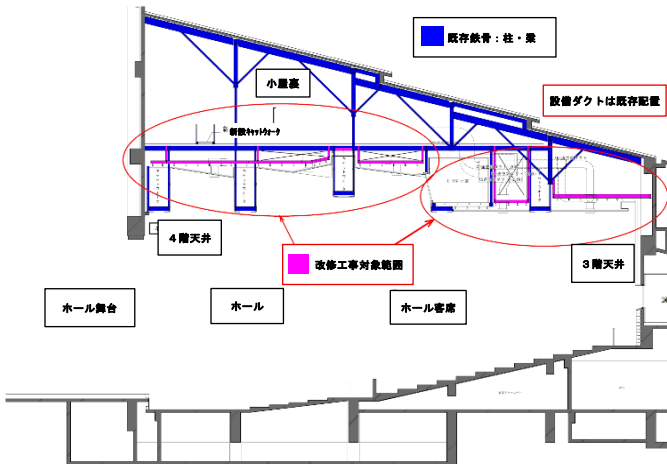 既存鉄骨：柱・梁
小屋裏
設備ダクトは既存配置
新設ｷｬｯﾄｳｫｰｸ
４階天井
改修工事対象範囲
３階天井
ホール舞台
ホール
ホール客席